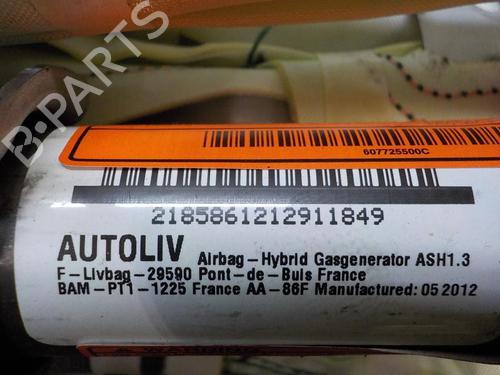 B-PARTS
607725500C
2185861212911849
AUTOLIV Airbag-Hybrid Gasgenerator ASH1.3
F-Livbag-29590 Pont-de-Buis France
BAM-PT1-1225 France AA-86F Manufactured: 05 2012